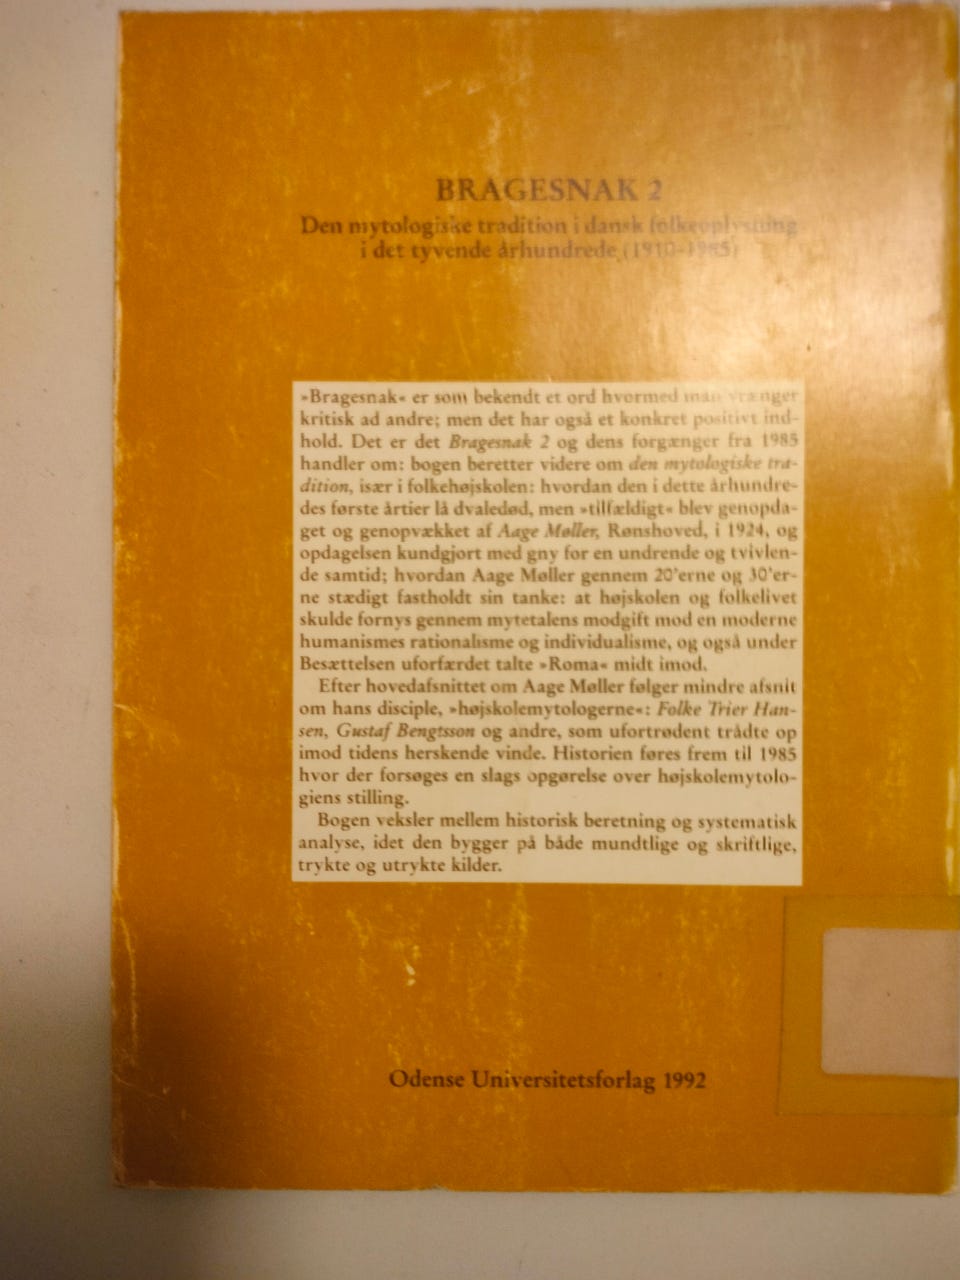 BRAGESNAK 2
Den mytologiske tradition i dansk folkeoplysning
i det tyvende århundrede (1910-1985)
»Bragesnak« er som bekendt et ord hvormed man vrænger
kritisk ad andre; men det har også et konkret positivt ind-
hold. Det er det Bragesnak 2 og dens forgænger fra 1985
handler om: bogen beretter videre om den mytologiske tra-
dition, især i folkehøjskolen: hvordan den i dette århundre-
des første årtier lå dvaledød, men »tilfældigt« blev genopda-
get og genopvækket af Aage Møller, Rønshoved, i 1924, og
opdagelsen kundgjort med gny for en undrende og tvivlen-
de samtid; hvordan Aage Møller gennem 20'erne og 30'er-
ne stædigt fastholdt sin tanke: at højskolen og folkelivet
skulde fornys gennem mytetalens modgift mod en moderne
humanismes rationalisme og individualisme, og også under
Besættelsen uforfærdet talte »Roma« midt imod.
Efter hovedafsnittet om Aage Møller følger mindre afsnit
om hans disciple, »højskolemytologerne«: Folke Trier Han-
sen, Gustaf Bengtsson og andre, som ufortrødent trådte op
imod tidens herskende vinde. Historien føres frem til 1985
hvor der forsøges en slags opgørelse over højskolemytolo-
giens stilling.
Bogen veksler mellem historisk beretning og systematisk
analyse, idet den bygger på både mundtlige og skriftlige,
trykte og utrykte kilder.
Odense Universitetsforlag 1992